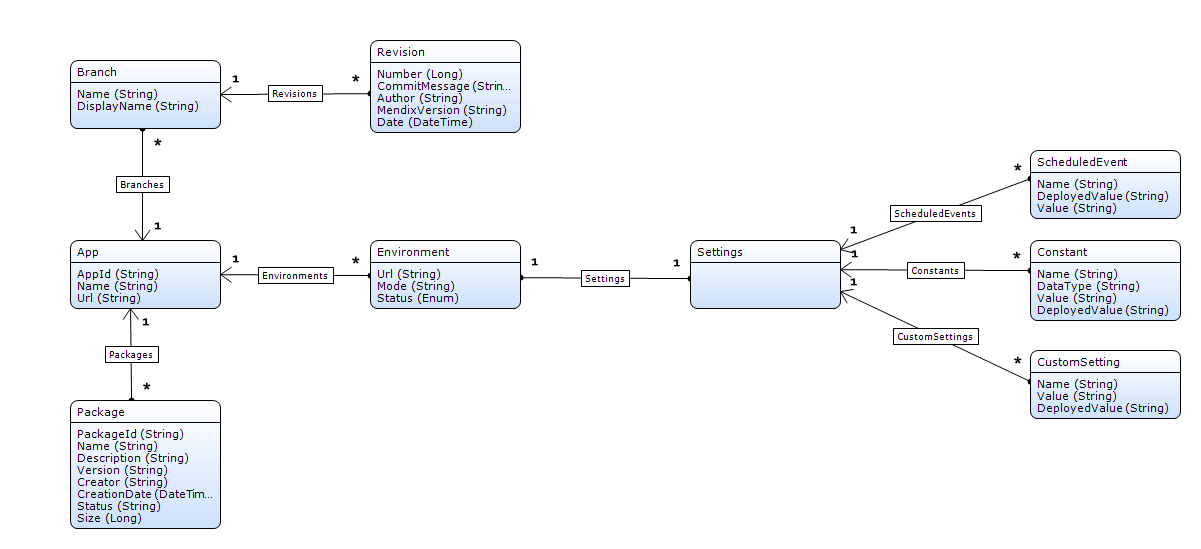 Revision
Number (Long)
CommitMessage (Strin...
Author (String)
MendixVersion (String)
Date (DateTime)
Branch
Name (String)
DisplayName (String)
1
Revisions
*
*
Branches
1
App
AppId (String)
Name (String)
Url (String)
1
Environments
*
Environment
Url (String)
Mode (String)
Status (Enum)
1
Settings
1
Settings
ScheduledEvent
Name (String)
DeployedValue (String)
Value (String)
*
ScheduledEvents
1
Constant
Name (String)
DataType (String)
Value (String)
DeployedValue (String)
*
Constants
1
CustomSetting
Name (String)
Value (String)
DeployedValue (String)
*
CustomSettings
1
1
Packages
*
Package
PackageId (String)
Name (String)
Description (String)
Version (String)
Creator (String)
CreationDate (DateTim...
Status (String)
Size (Long)